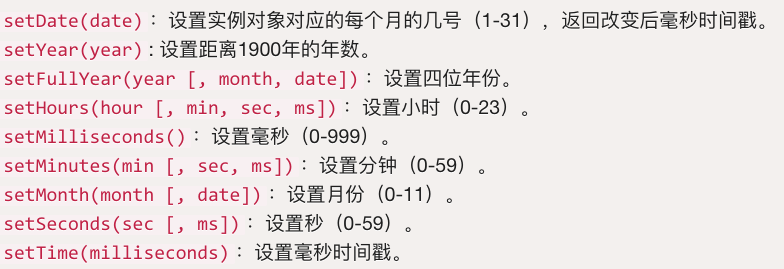 setDate(date)：设置实例对象对应的每个月的几号（1-31），返回改变后毫秒时间戳。
setYear(year)：设置距离1900年的年数。
setFullYear(year [, month, date])：设置四位年份。
setHours(hour [, min, sec, ms])：设置小时（0-23）。
setMilliseconds()：设置毫秒（0-999）。
setMinutes(min [, sec, ms])：设置分钟（0-59）。
setMonth(month [, date])：设置月份（0-11）。
setSeconds(sec [, ms])：设置秒（0-59）。
setTime(milliseconds)：设置毫秒时间戳。